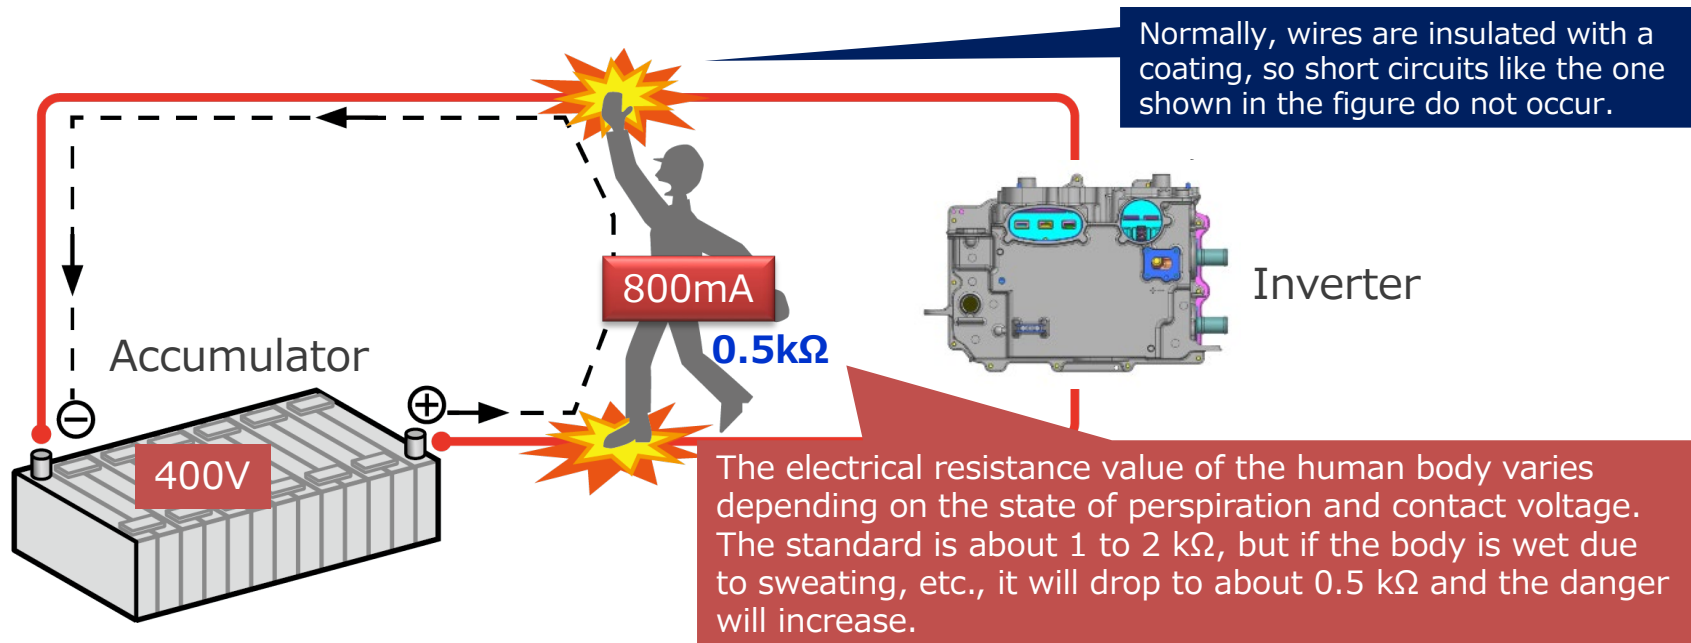 Normally, wires are insulated with a
coating, so short circuits like the one
shown in the figure do not occur.
800mA
0.5kΩ
Inverter
Accumulator
−
+
400V
The electrical resistance value of the human body varies
depending on the state of perspiration and contact voltage.
The standard is about 1 to 2 kΩ, but if the body is wet due
to sweating, etc., it will drop to about 0.5 kΩ and the danger
will increase.